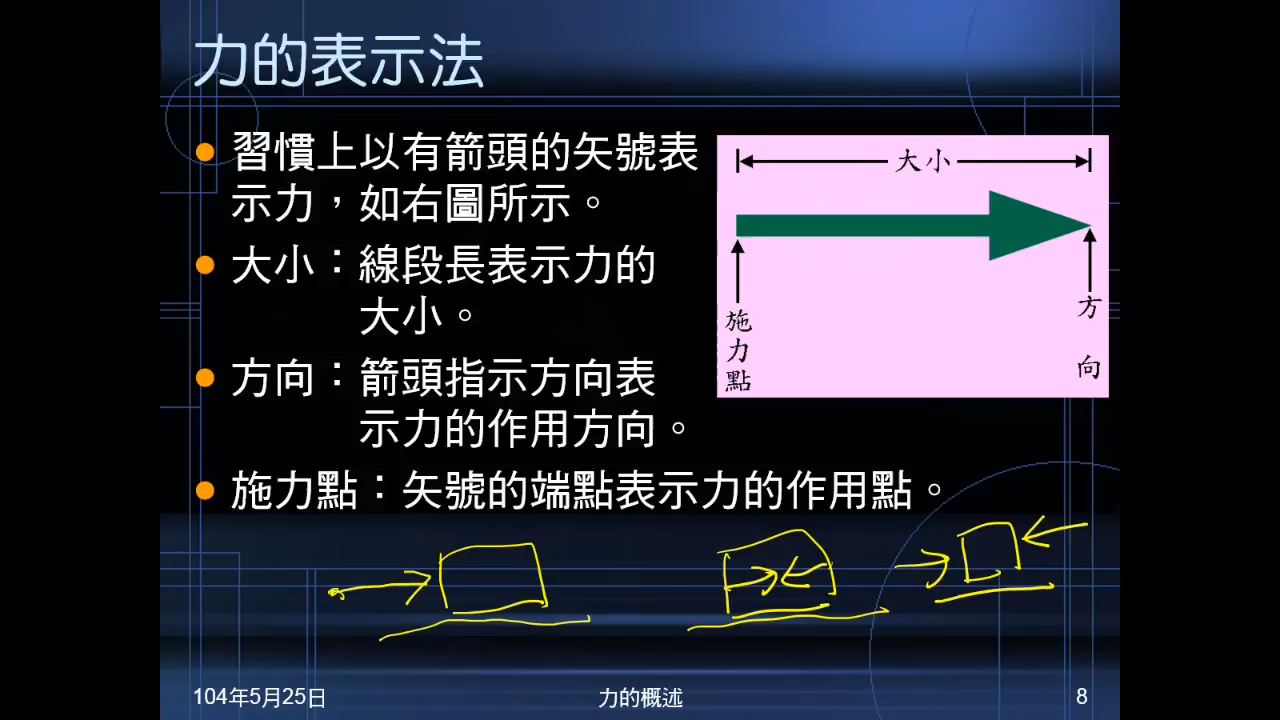 力的表示法
習慣上以有箭頭的矢號表
示力，如右圖所示。
大小：線段長表示力的
大小。
方向：箭頭指示方向表
示力的作用方向。
施力點：矢號的端點表示力的作用點。
大小
施力點
方向
104年5月25日
力的概述
8